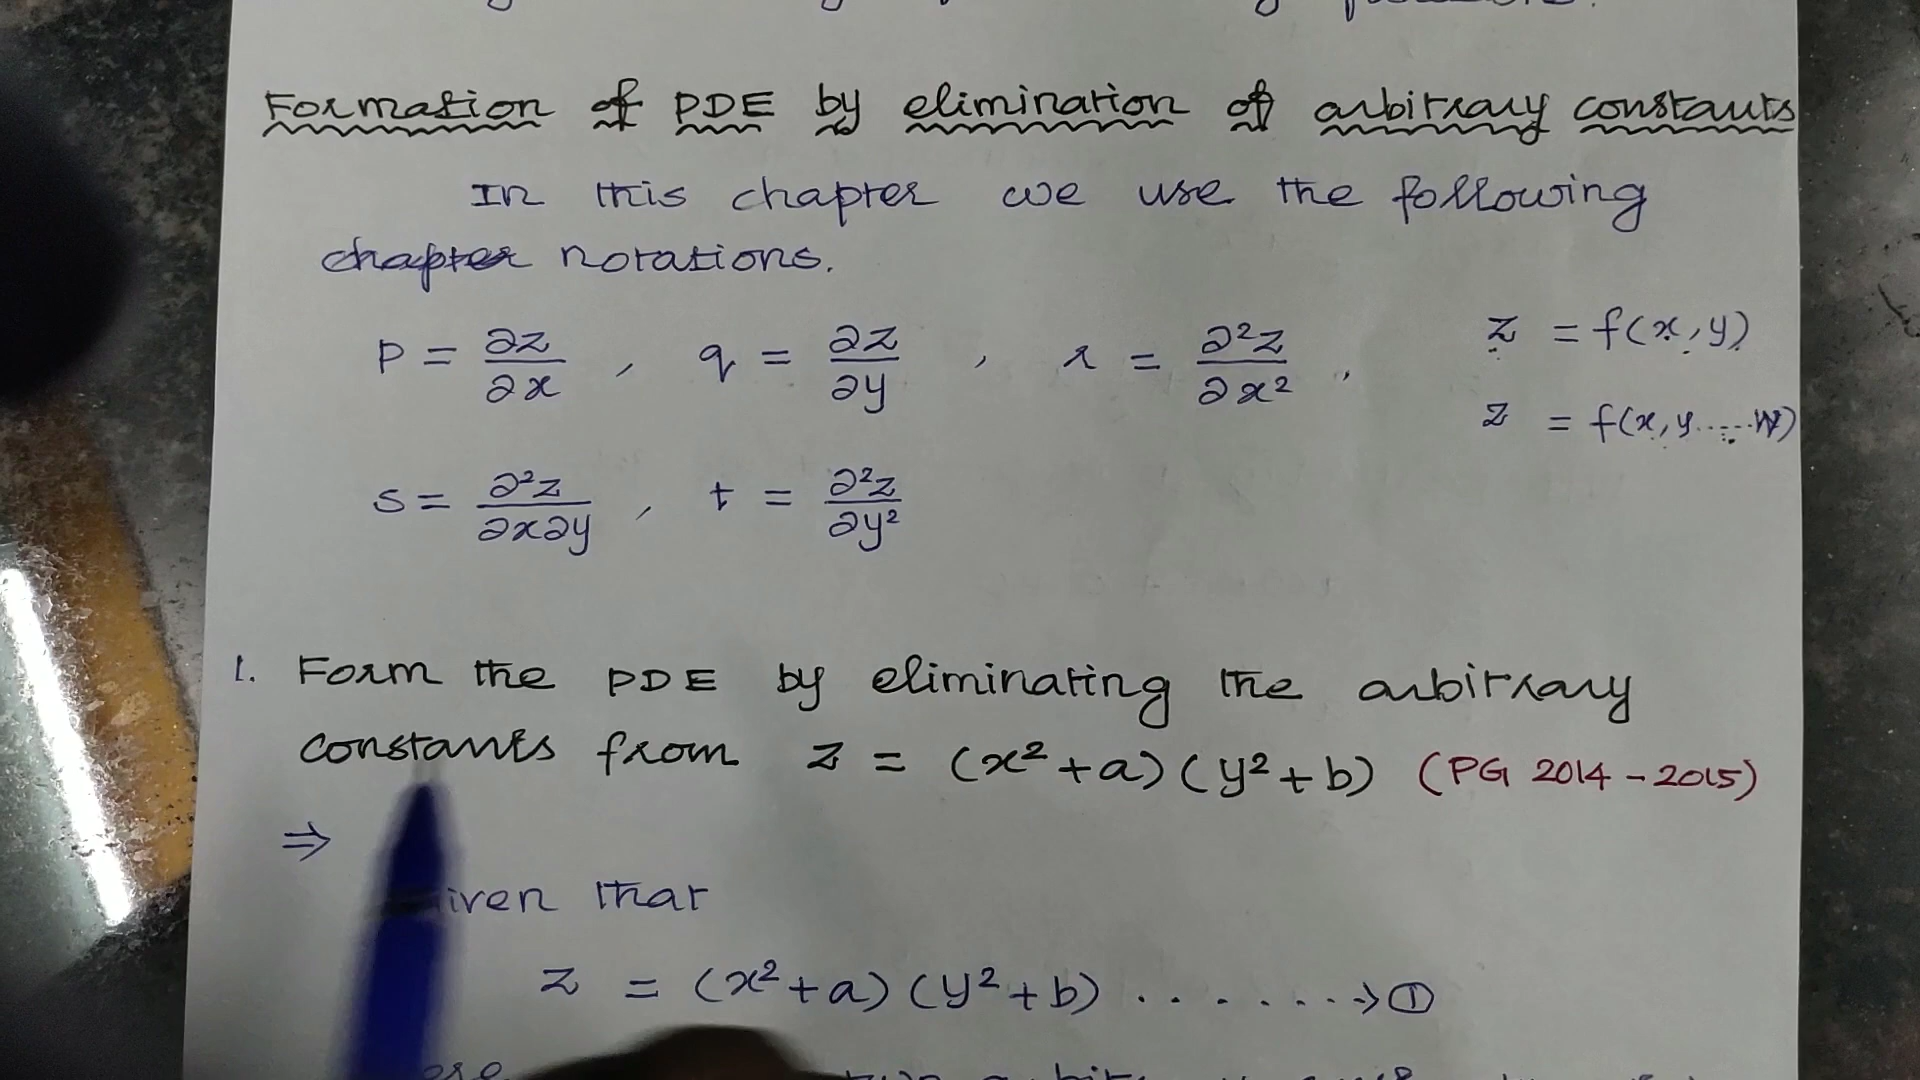 Formation of PDE by elimination of arbitrary constants
In this chapter we use the following
chapter notations.
p = ∂z/∂x , q = ∂z/∂y , r = ∂²z/∂x² ,
z = f(x,y)
z = f(x,y.....w)
s = ∂²z/∂x∂y , t = ∂²z/∂y²
1. Form the PDE by eliminating the arbitrary
constants from z = (x²+a)(y²+b) (PG 2014-2015)
⇒
that
z = (x²+a)(y²+b) .......→①